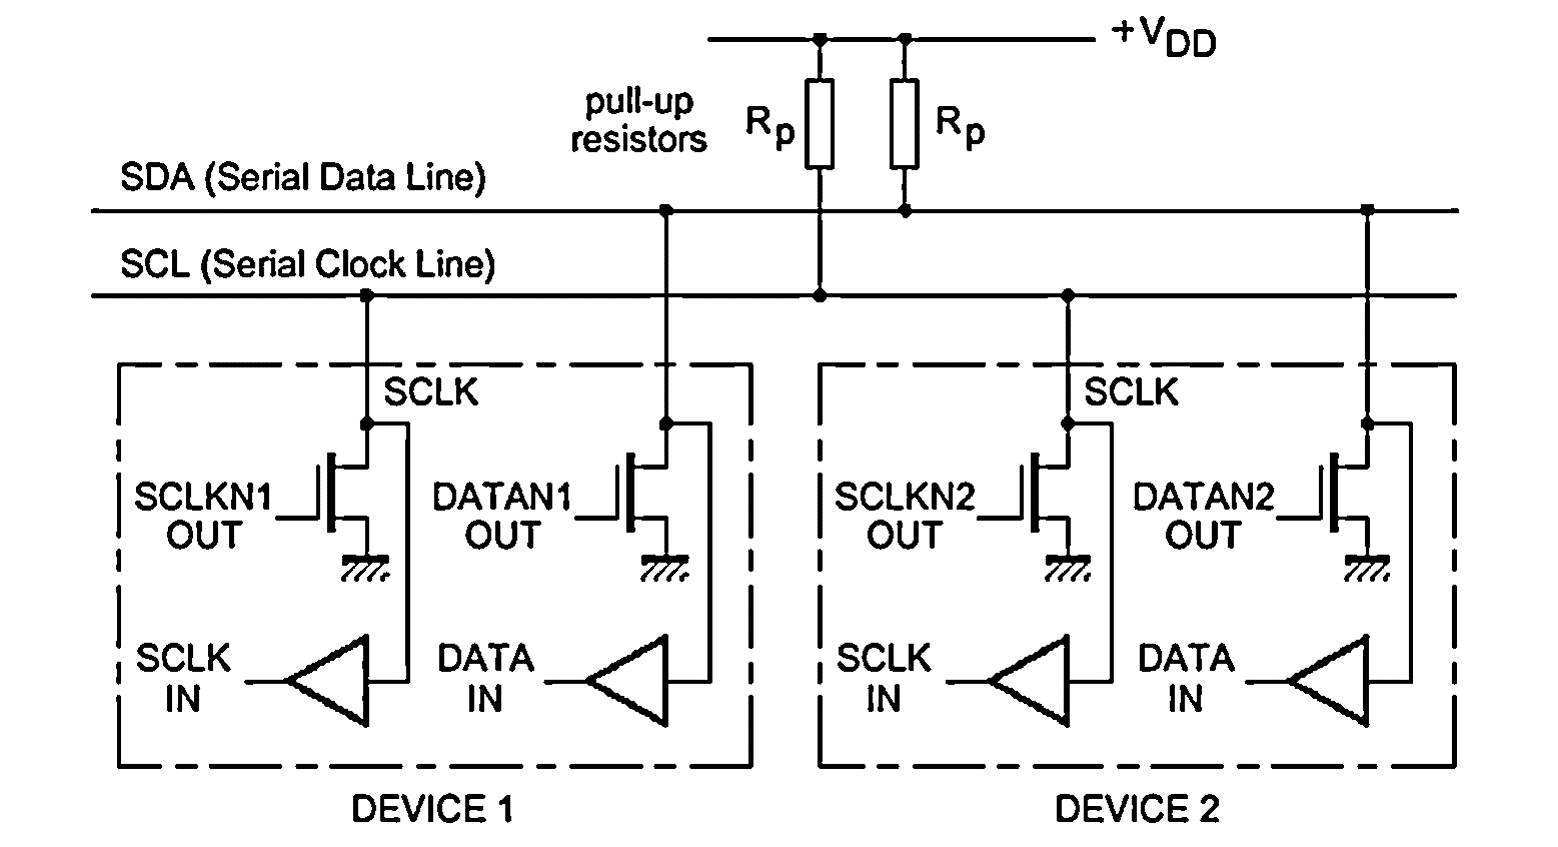 +VDD
pull-up
resistors
Rp
Rp
SDA (Serial Data Line)
SCL (Serial Clock Line)
SCLK
SCLKN1
OUT
DATAN1
OUT
SCLK
IN
DATA
IN
DEVICE 1
SCLK
SCLKN2
OUT
DATAN2
OUT
SCLK
IN
DATA
IN
DEVICE 2